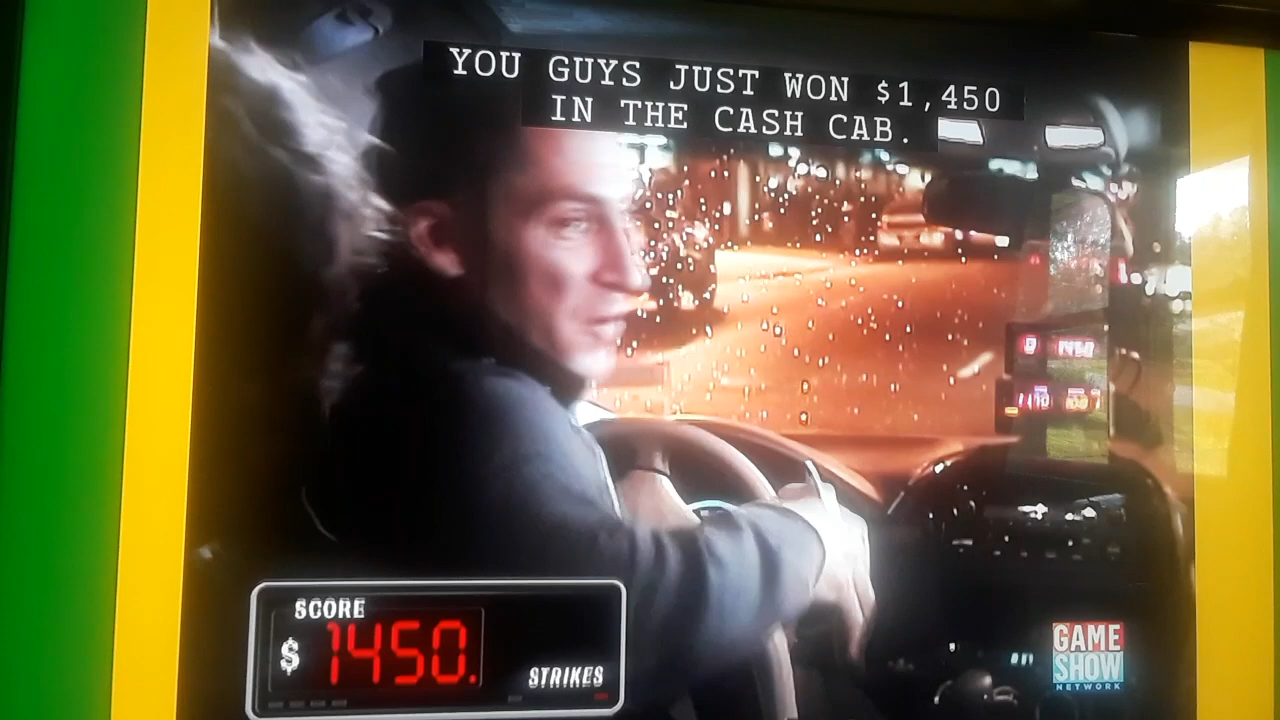 YOU GUYS JUST WON $1,450
IN THE CASH CAB.
SCORE
$ 1450.
STRIKES
GAME
SHOW
NETWORK